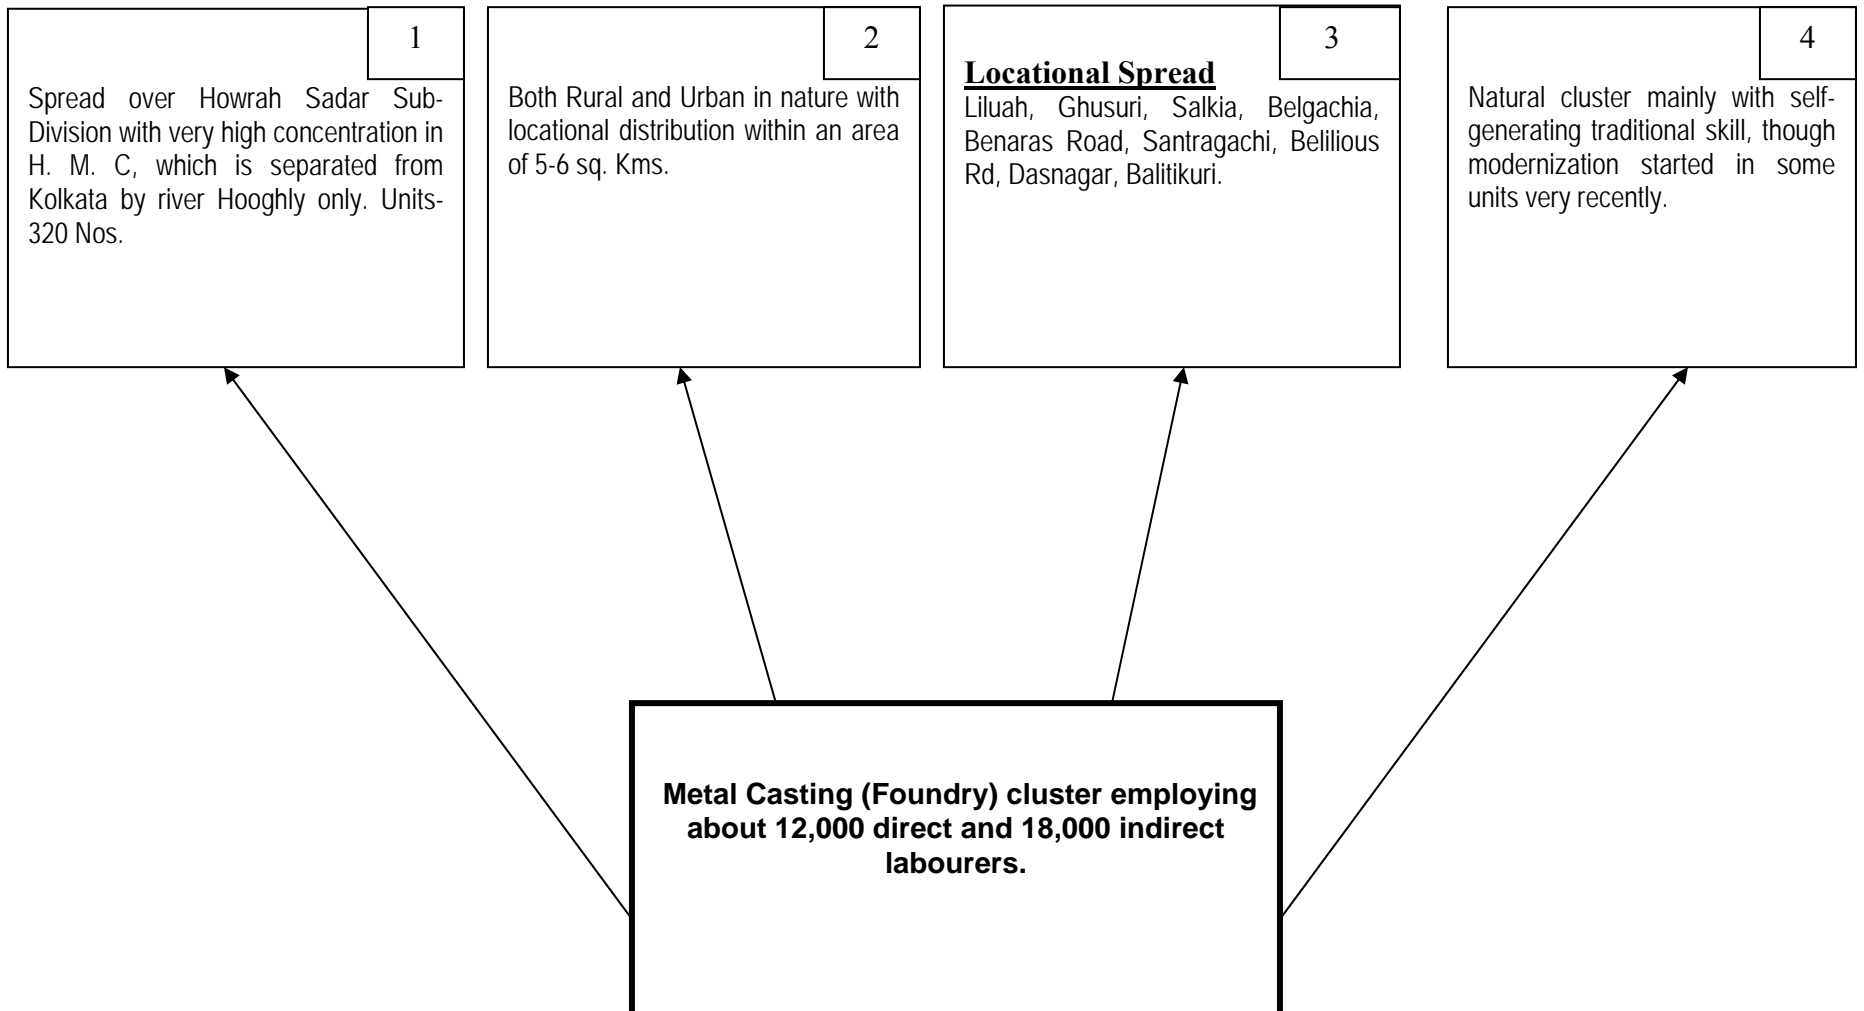 1
Spread over Howrah Sadar Sub-
Division with very high concentration in
H. M. C, which is separated from
Kolkata by river Hooghly only. Units-
320 Nos.
2
Both Rural and Urban in nature with
locational distribution within an area
of 5-6 sq. Kms.
3
Locational Spread
Liluah, Ghusuri, Salkia, Belgachia,
Benaras Road, Santragachi, Belilious
Rd, Dasnagar, Balitikuri.
4
Natural cluster mainly with self-
generating traditional skill, though
modernization started in some
units very recently.
Metal Casting (Foundry) cluster employing
about 12,000 direct and 18,000 indirect
labourers.